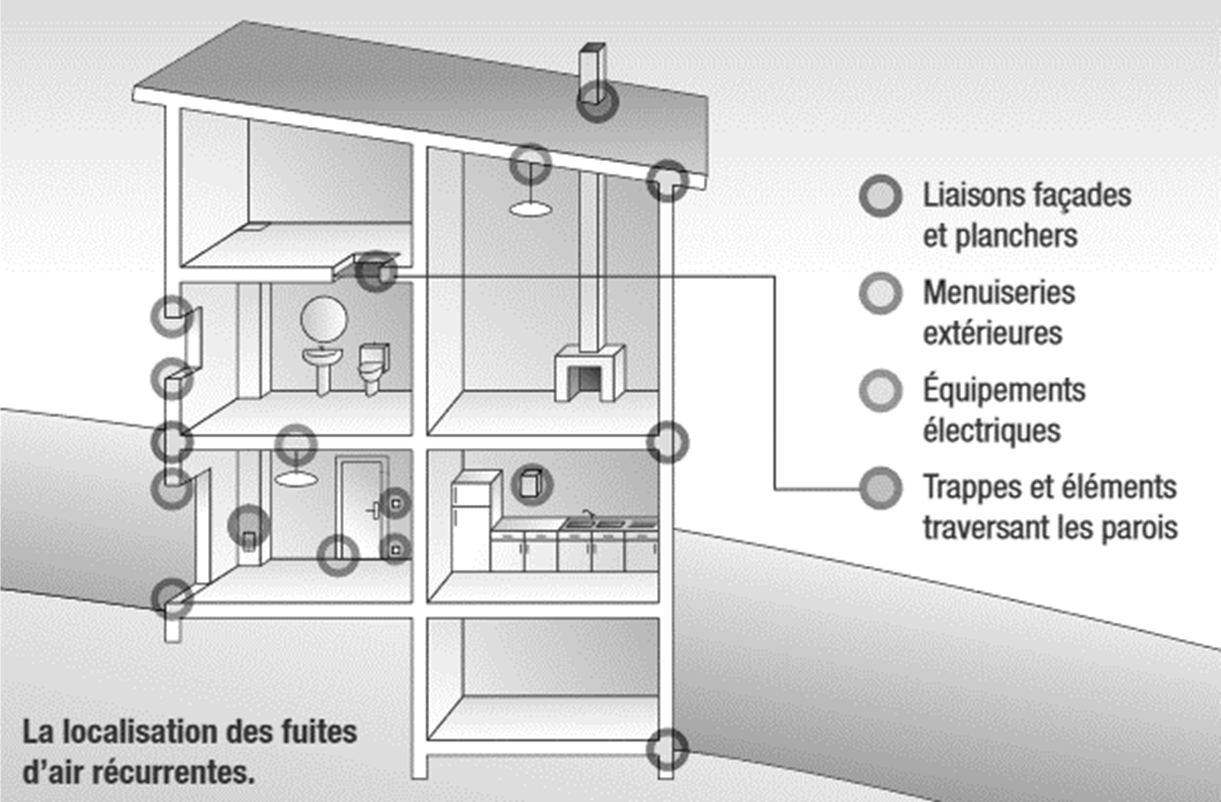 Liaisons façades
et planchers
Menuiseries
extérieures
Équipements
électriques
Trappes et éléments
traversant les parois
La localisation des fuites
d'air récurrentes.